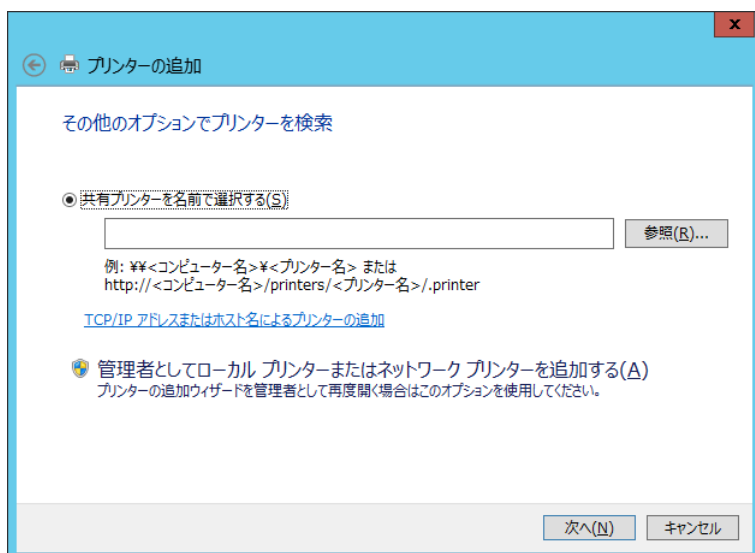 x
プリンターの追加
その他のオプションでプリンターを検索
共有プリンターを名前で選択する(S)
参照(R)...
例: ¥¥<コンピューター名>¥<プリンター名> または
http://<コンピューター名>/printers/<プリンター名>/.printer
TCP/IP アドレスまたはホスト名によるプリンターの追加
管理者としてローカル プリンターまたはネットワーク プリンターを追加する(A)
プリンターの追加ウィザードを管理者として再度開く場合はこのオプションを使用してください。
次へ(N) キャンセル